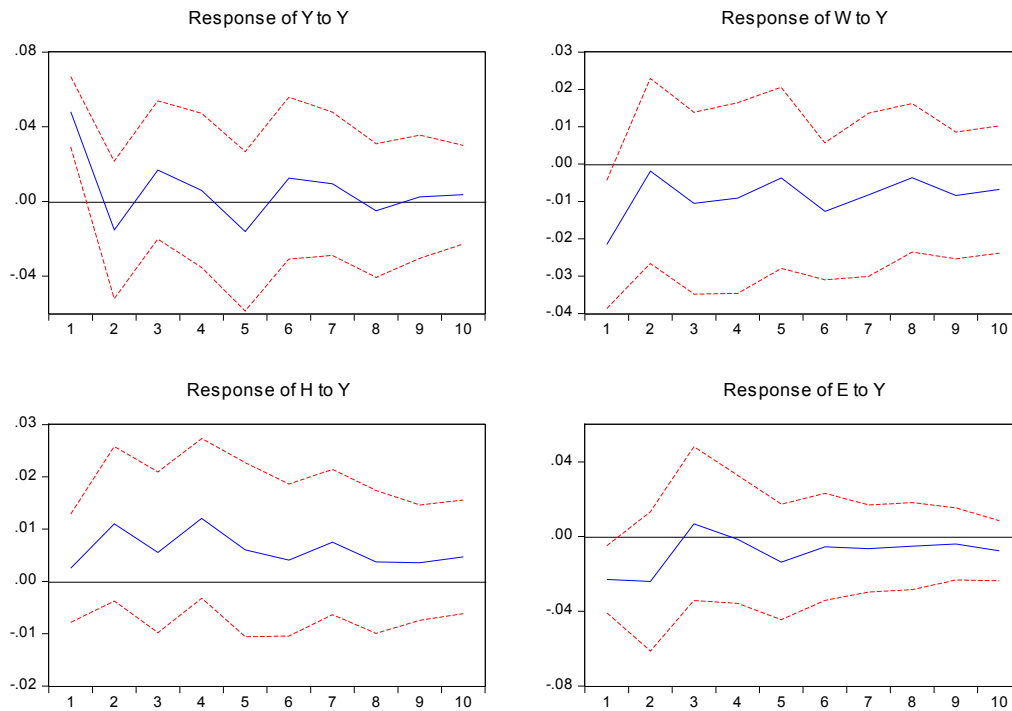 Response of Y to Y
.08
.04
.00
-.04
1 2 3 4 5 6 7 8 9 10
Response of W to Y
.03
.02
.01
.00
-.01
-.02
-.03
-.04
1 2 3 4 5 6 7 8 9 10
Response of H to Y
.03
.02
.01
.00
-.01
-.02
1 2 3 4 5 6 7 8 9 10
Response of E to Y
.04
.00
-.04
-.08
1 2 3 4 5 6 7 8 9 10